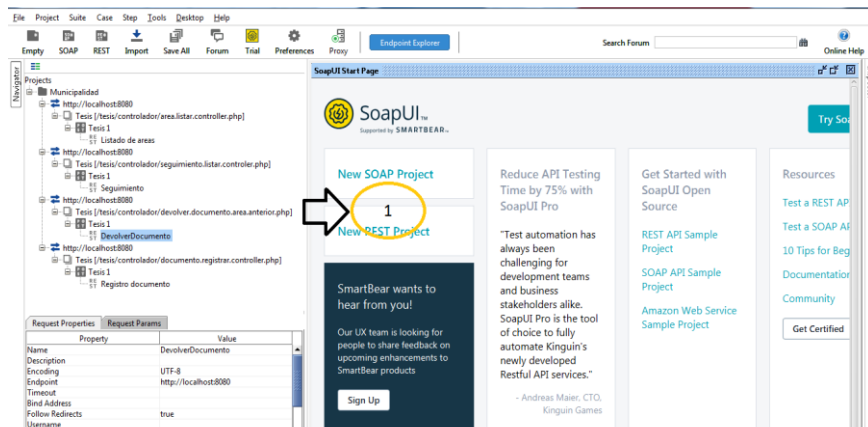 File Project Suite Case Step Tools Desktop Help
Empty SOAP REST Import Save All Forum Trial Preferences Proxy Endpoint Explorer Search Forum Online Help
Navigator
Projects
Municipalidad
http://localhost:8080
Tesis [/tesis/controlador/area.listar.controller.php]
Tesis 1
REST Listado de areas
http://localhost:8080
Tesis [/tesis/controlador/seguimiento.listar.controler.php]
Tesis 1
REST Seguimiento
http://localhost:8080
Tesis [/tesis/controlador/devolver.documento.area.anterior.php]
Tesis 1
REST DevolverDocumento
http://localhost:8080
Tesis [/tesis/controlador/documento.registrar.controller.php]
Tesis 1
REST Registro documento
Request Properties Request Params
Property Value
Name DevolverDocumento
Description
Encoding UTF-8
Endpoint http://localhost:8080
Timeout
Bind Address
Follow Redirects true
Username
SoapUI Start Page
SoapUI™
Supported by SMARTBEAR™
Try Soa
New SOAP Project
1
New REST Project
SmartBear wants to
hear from you!
Our UX team is looking for
people to share feedback on
upcoming enhancements to
SmartBear products
Sign Up
Reduce API Testing
Time by 75% with
SoapUI Pro
"Test automation has
always been
challenging for
development teams
and business
stakeholders alike.
SoapUI Pro is the tool
of choice to fully
automate Kinguin's
newly developed
Restful API services."
- Andreas Maier, CTO,
Kinguin Games
Get Started with
SoapUI Open
Source
REST API Sample
Project
SOAP API Sample
Project
Amazon Web Service
Sample Project
Resources
Test a REST AP
Test a SOAP AP
10 Tips for Beg
Documentation
Community
Get Certified